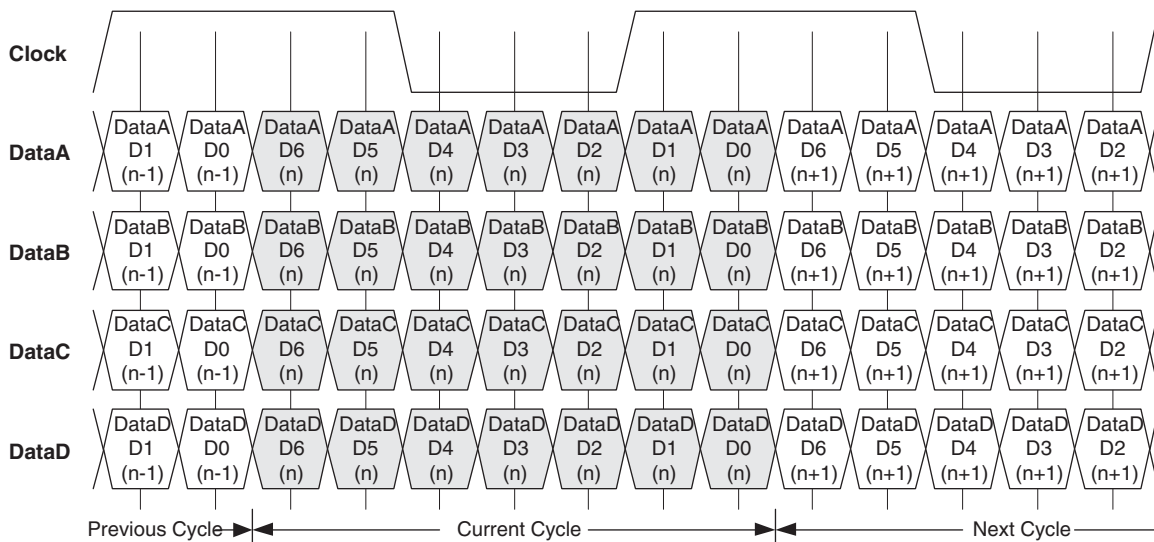 Clock
DataA DataA DataA DataA DataA DataA DataA DataA DataA DataA DataA DataA DataA DataA
DataA D1 D0 D6 D5 D4 D3 D2 D1 D0 D6 D5 D4 D3 D2
(n-1) (n-1) (n) (n) (n) (n) (n) (n) (n) (n+1) (n+1) (n+1) (n+1) (n+1)
DataB DataB DataB DataB DataB DataB DataB DataB DataB DataB DataB DataB DataB DataB
DataB D1 D0 D6 D5 D4 D3 D2 D1 D0 D6 D5 D4 D3 D2
(n-1) (n-1) (n) (n) (n) (n) (n) (n) (n) (n+1) (n+1) (n+1) (n+1) (n+1)
DataC DataC DataC DataC DataC DataC DataC DataC DataC DataC DataC DataC DataC DataC
DataC D1 D0 D6 D5 D4 D3 D2 D1 D0 D6 D5 D4 D3 D2
(n-1) (n-1) (n) (n) (n) (n) (n) (n) (n) (n+1) (n+1) (n+1) (n+1) (n+1)
DataD DataD DataD DataD DataD DataD DataD DataD DataD DataD DataD DataD DataD DataD
DataD D1 D0 D6 D5 D4 D3 D2 D1 D0 D6 D5 D4 D3 D2
(n-1) (n-1) (n) (n) (n) (n) (n) (n) (n) (n+1) (n+1) (n+1) (n+1) (n+1)
Previous Cycle Current Cycle Next Cycle